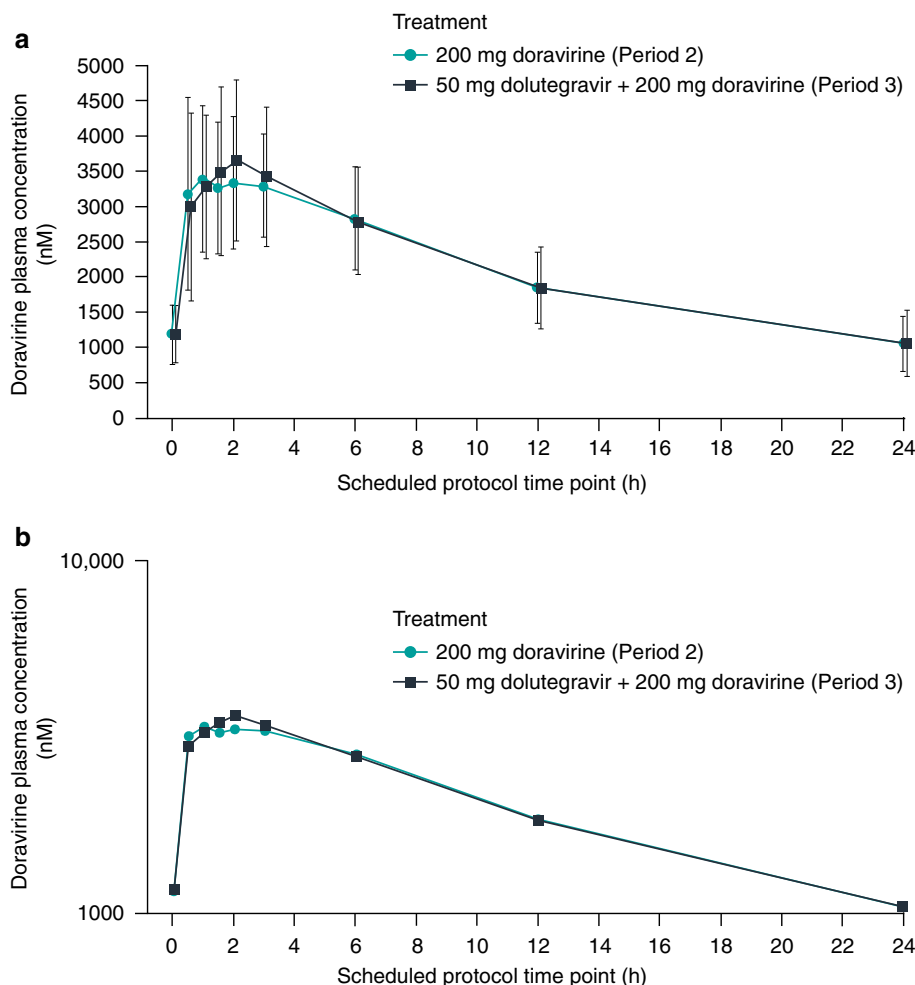 a
Treatment
200 mg doravirine (Period 2)
50 mg dolutegravir + 200 mg doravirine (Period 3)
Doravirine plasma concentration
(nM)
5000
4500
4000
3500
3000
2500
2000
1500
1000
500
0
0 2 4 6 8 10 12 14 16 18 20 22 24
Scheduled protocol time point (h)
b
Treatment
200 mg doravirine (Period 2)
50 mg dolutegravir + 200 mg doravirine (Period 3)
Doravirine plasma concentration
(nM)
10,000
1000
0 2 4 6 8 10 12 14 16 18 20 22 24
Scheduled protocol time point (h)